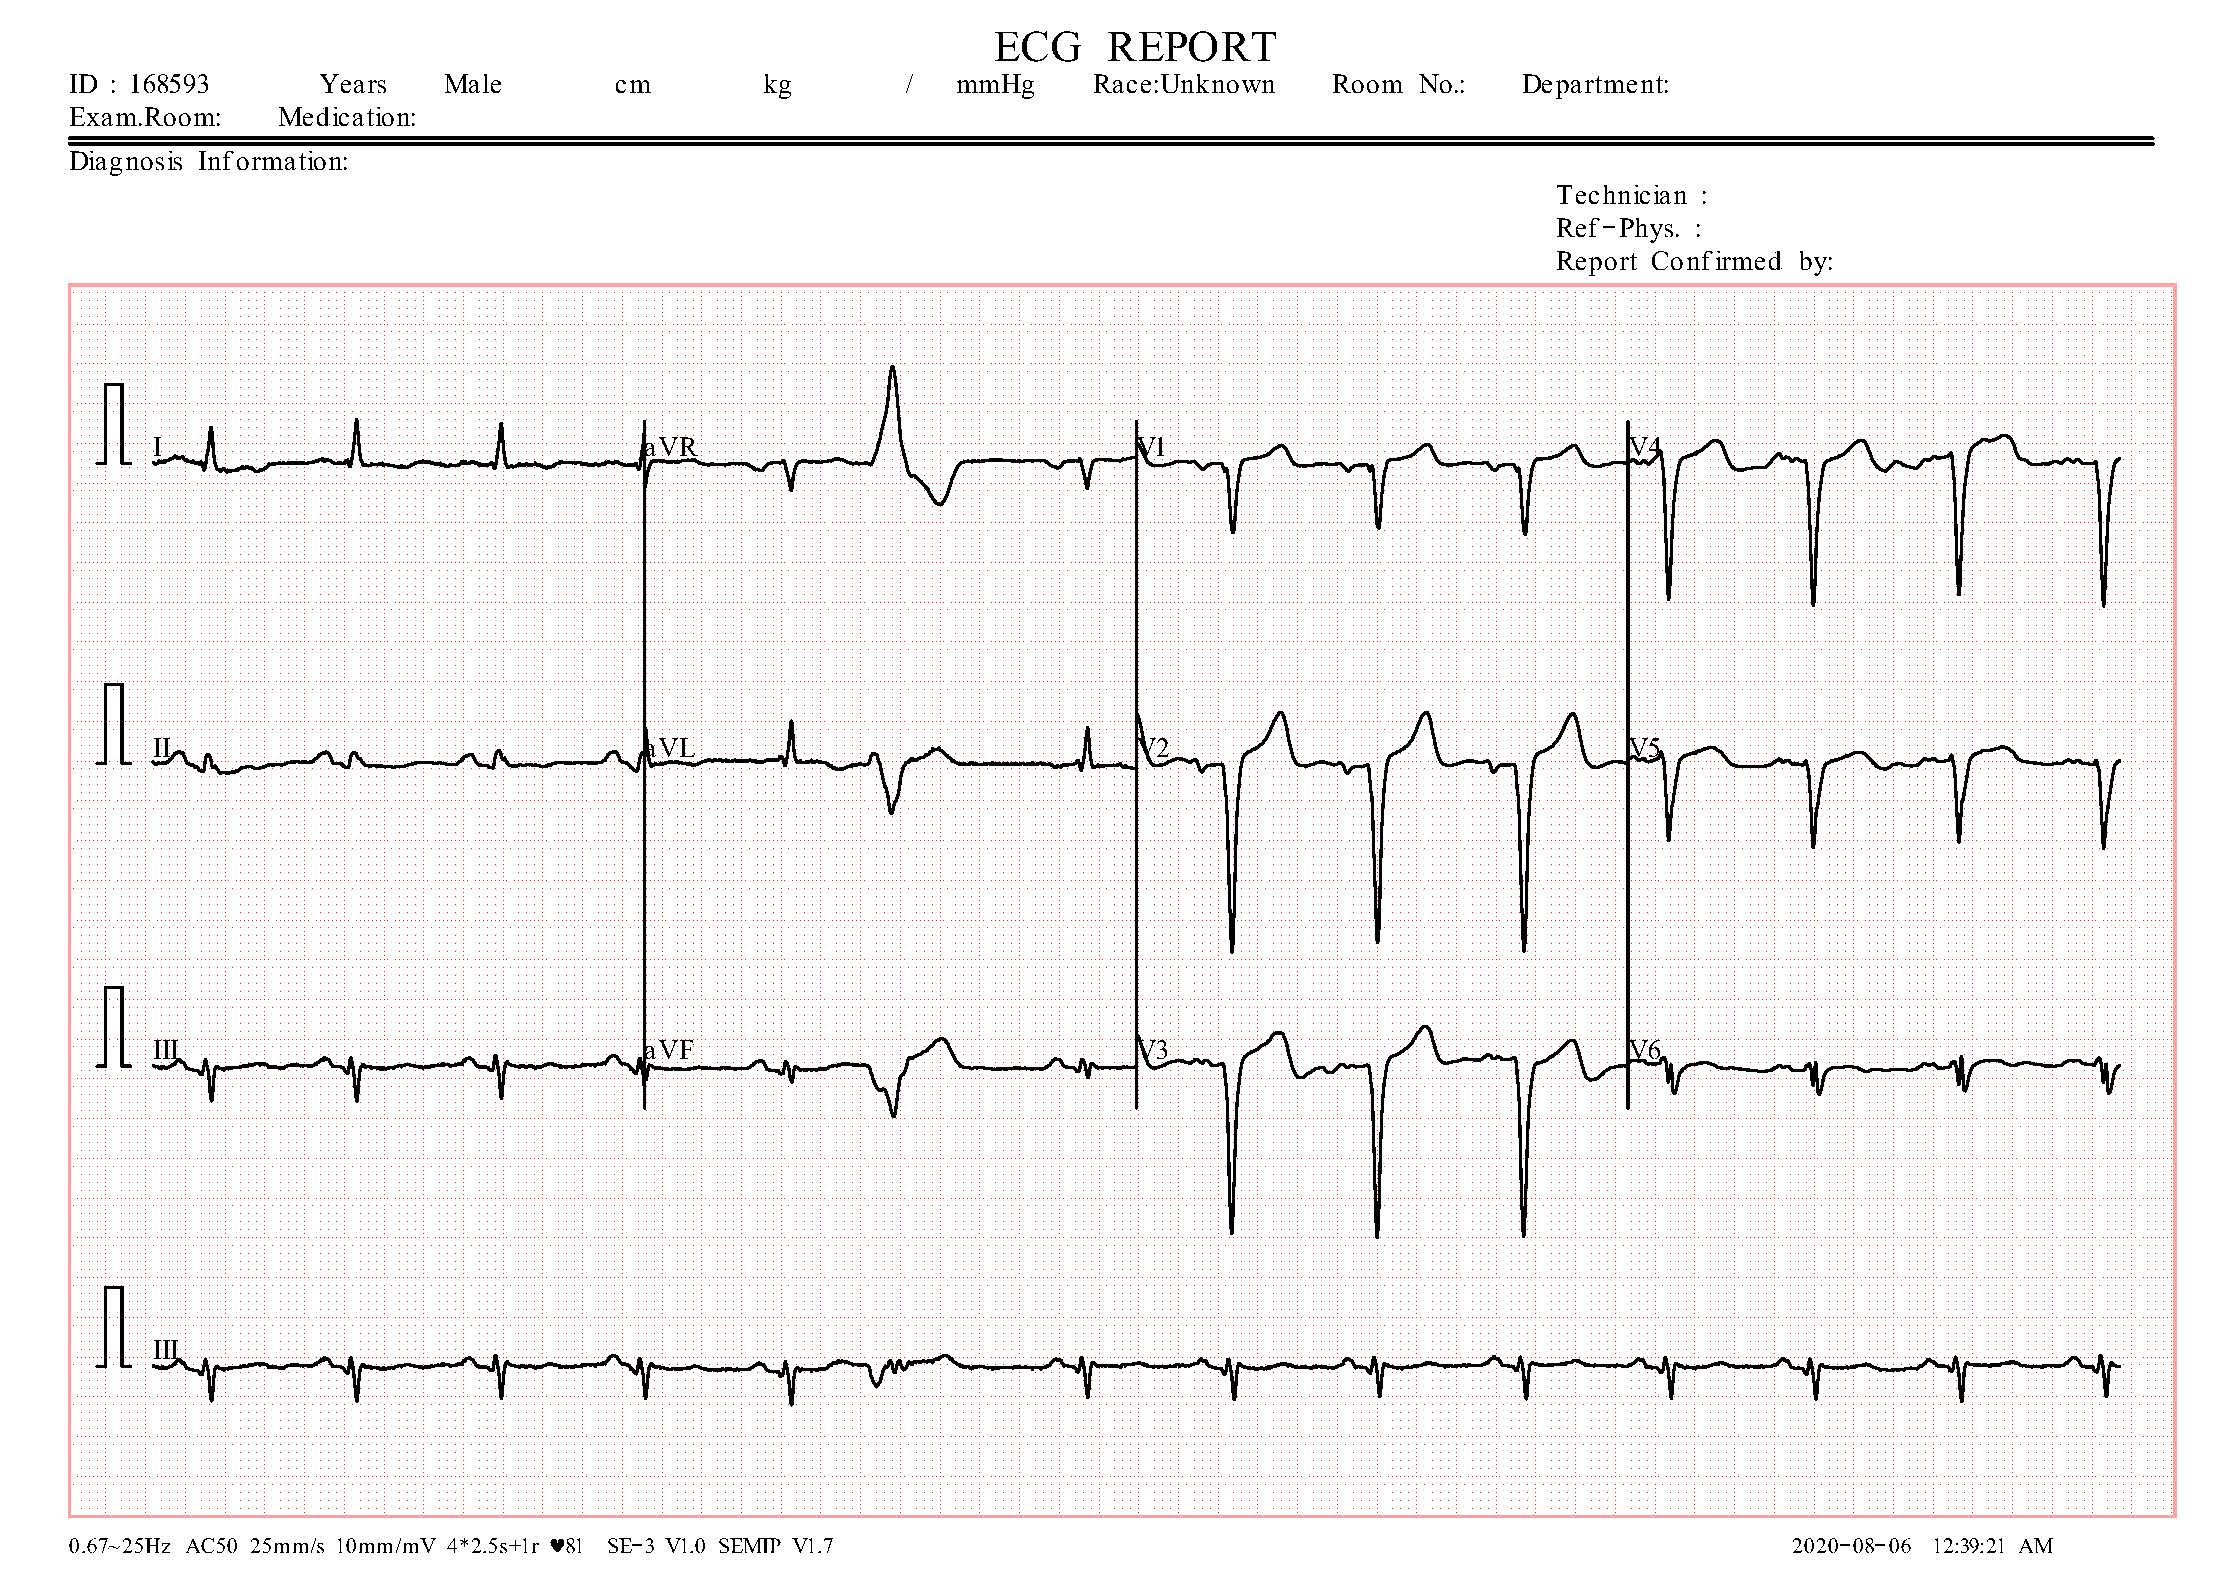 ECG REPORT
ID : 168593 Years Male cm kg / mmHg Race:Unknown Room No.: Department:
Exam.Room: Medication:
Diagnosis Information:
Technician :
Ref-Phys. :
Report Confirmed by:
I aVR V1 V4
II aVL V2 V5
III aVF V3 V6
III
0.67~25Hz AC50 25mm/s 10mm/mV 4*2.5s+1r ♥81 SE-3 V1.0 SEMIP V1.7 2020-08-06 12:39:21 AM